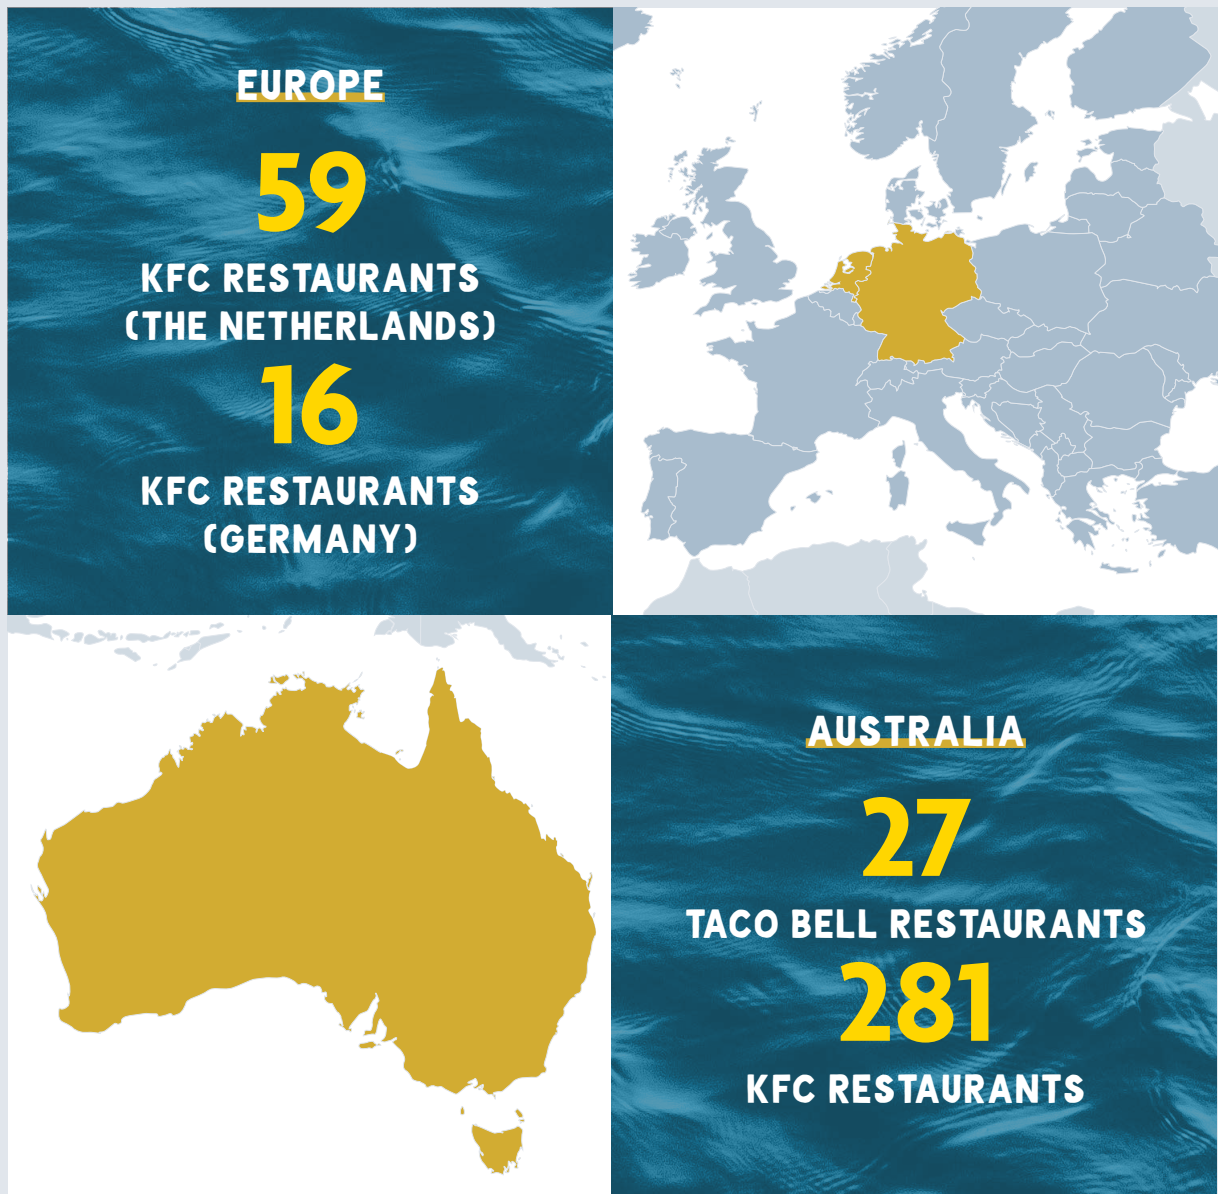 EUROPE
59
KFC RESTAURANTS
(THE NETHERLANDS)
16
KFC RESTAURANTS
(GERMANY)
AUSTRALIA
27
TACO BELL RESTAURANTS
281
KFC RESTAURANTS